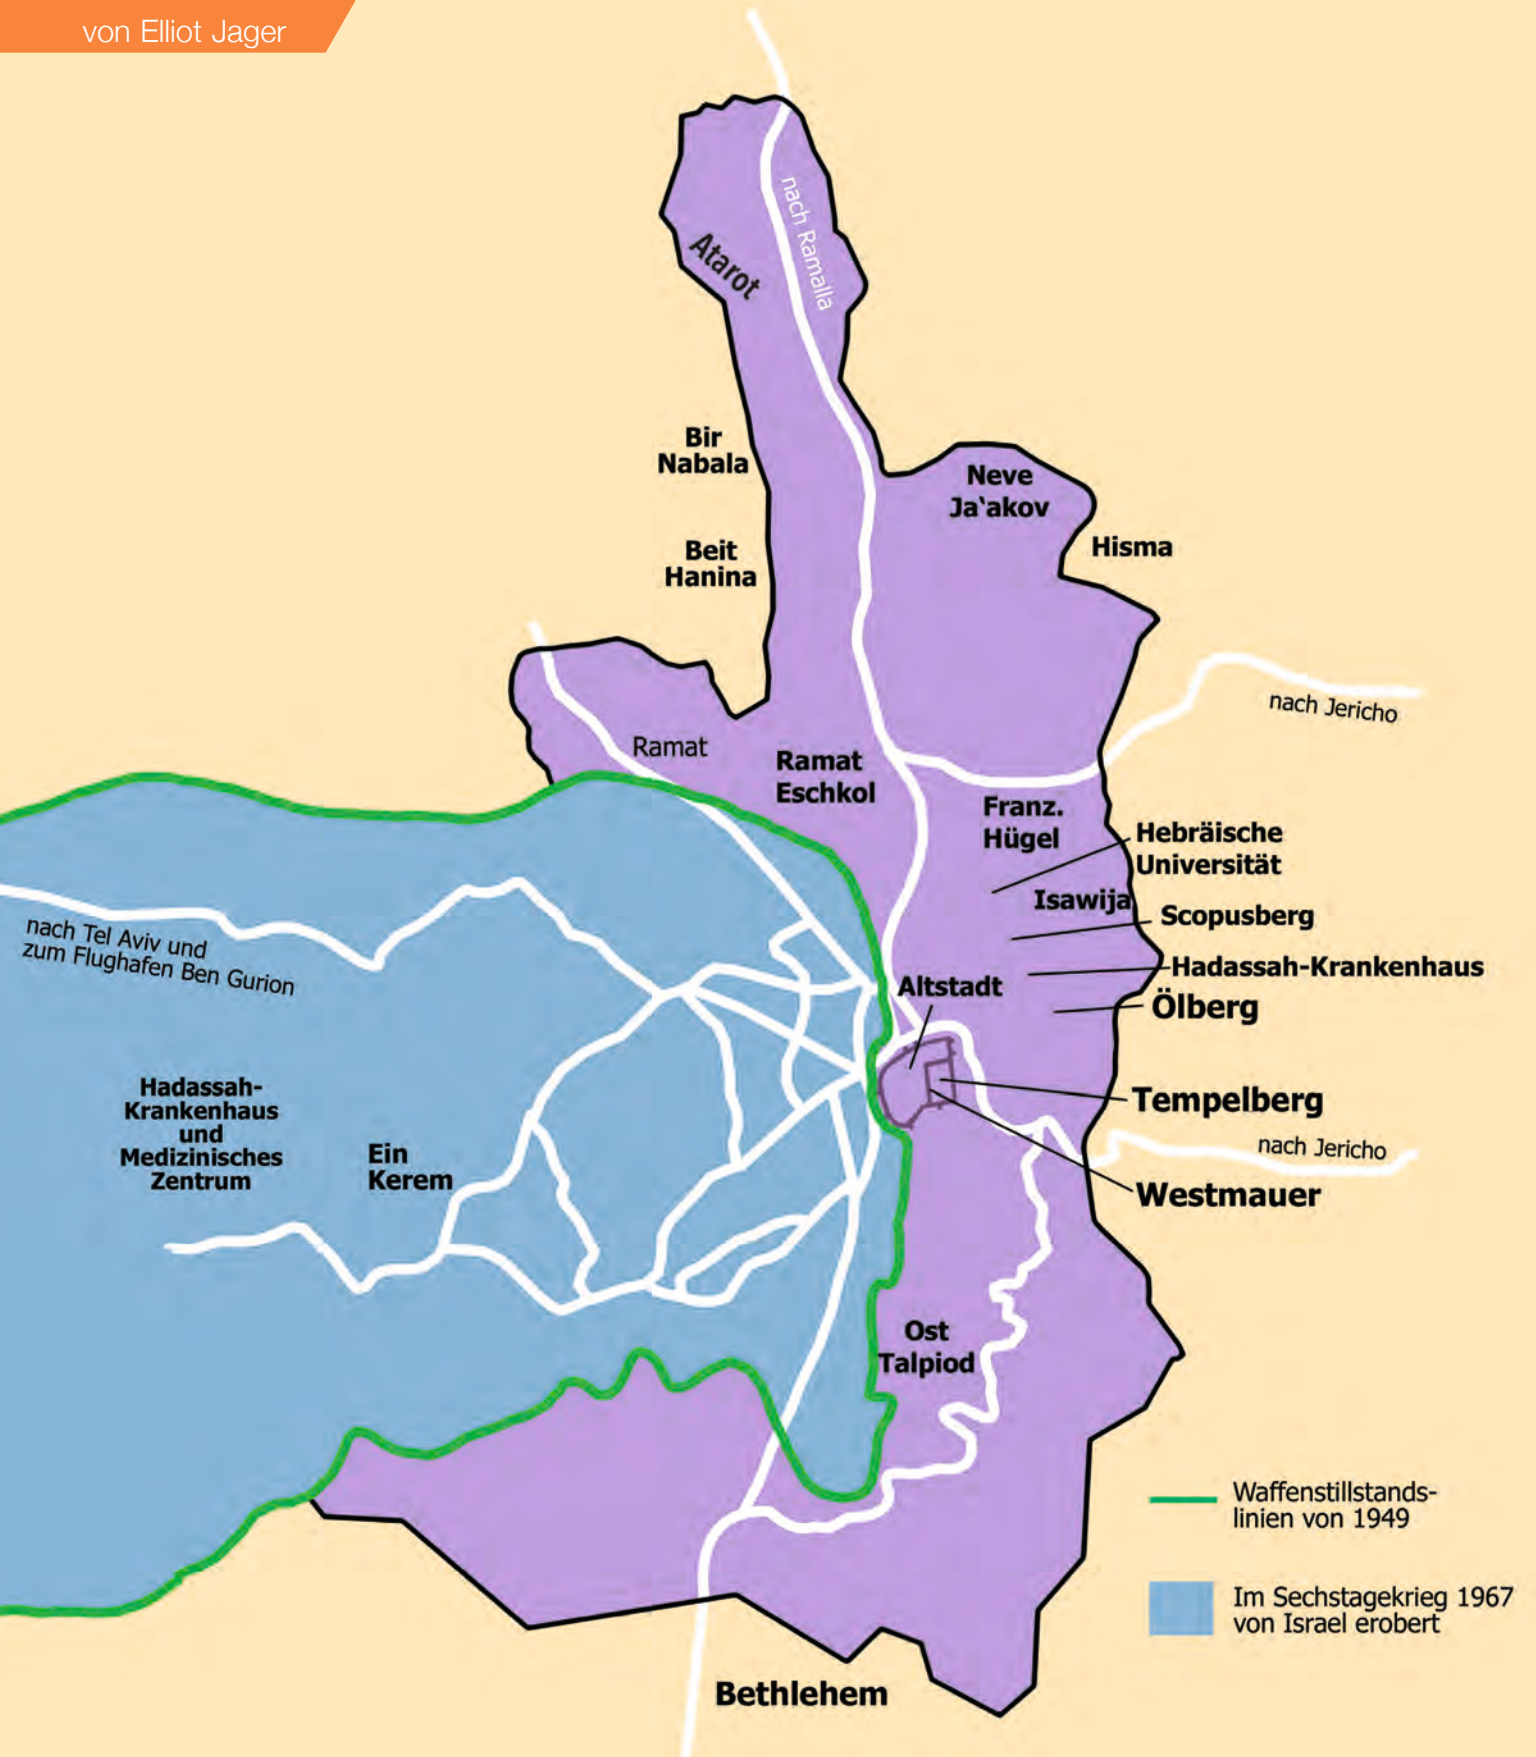 von Elliot Jager
nach Ramalla
Atarot
Bir
Nabala
Neve
Ja‛akov
Beit
Hanina
Hisma
nach Jericho
Ramat
Ramat
Eschkol
Franz.
Hügel
Hebräische
Universität
Isawija
Scopusberg
nach Tel Aviv und
zum Flughafen Ben Gurion
Hadassah-Krankenhaus
Altstadt
Ölberg
Hadassah-
Krankenhaus
und
Medizinisches
Zentrum
Ein
Kerem
Tempelberg
nach Jericho
Westmauer
Ost
Talpiod
Waffenstillstands-
linien von 1949
Im Sechstagekrieg 1967
von Israel erobert
Bethlehem